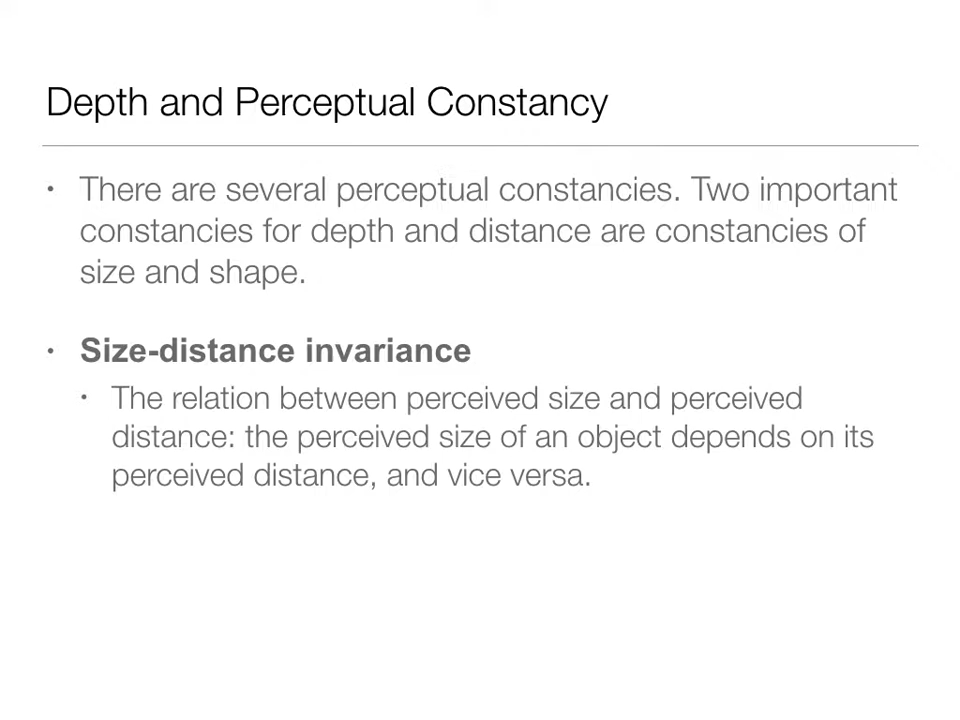 Depth and Perceptual Constancy
• There are several perceptual constancies. Two important
constancies for depth and distance are constancies of
size and shape.
• Size-distance invariance
• The relation between perceived size and perceived
distance: the perceived size of an object depends on its
perceived distance, and vice versa.